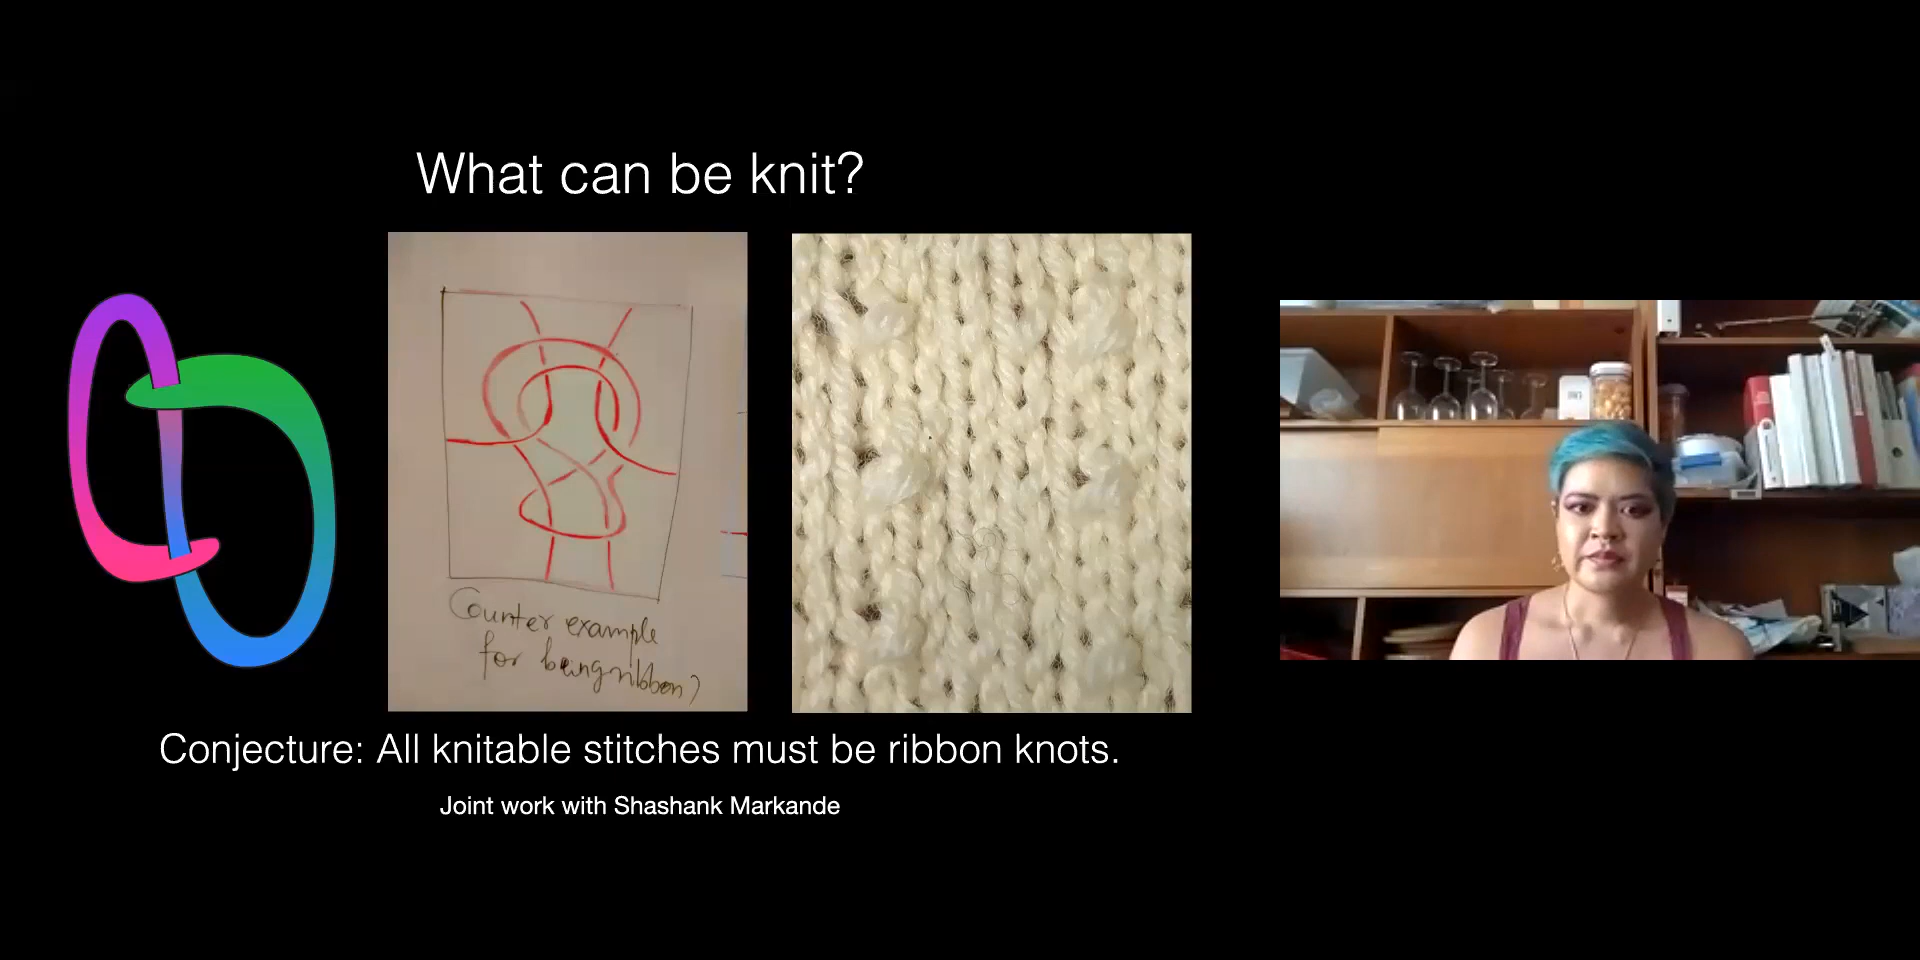 What can be knit?
Counter example
for being ribbon?
Conjecture: All knitable stitches must be ribbon knots.
Joint work with Shashank Markande